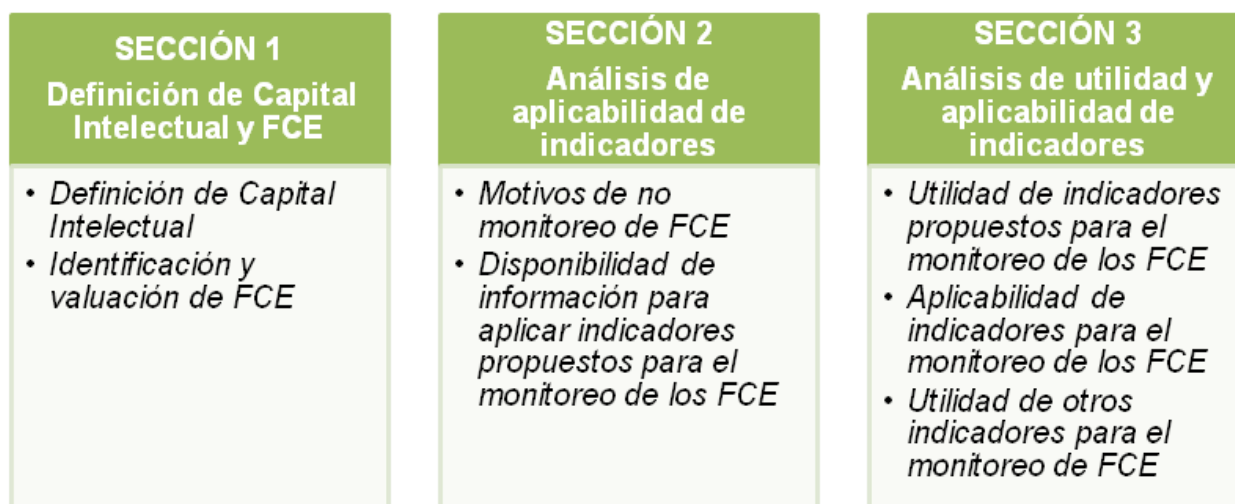 SECCIÓN 1
Definición de Capital
Intelectual y FCE
• Definición de Capital
Intelectual
• Identificación y
valuación de FCE
SECCIÓN 2
Análisis de
aplicabilidad de
indicadores
• Motivos de no
monitoreo de FCE
• Disponibilidad de
información para
aplicar indicadores
propuestos para el
monitoreo de los FCE
SECCIÓN 3
Análisis de utilidad y
aplicabilidad de
indicadores
• Utilidad de indicadores
propuestos para el
monitoreo de los FCE
• Aplicabilidad de
indicadores para el
monitoreo de los FCE
• Utilidad de otros
indicadores para el
monitoreo de FCE